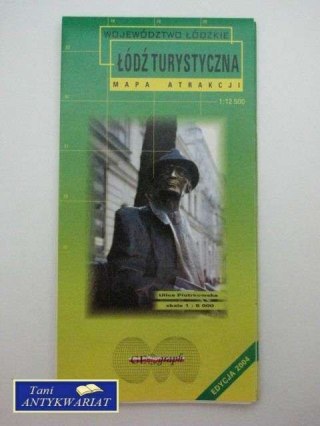 WOJEWÓDZTWO ŁÓDZKIE
ŁÓDŹ TURYSTYCZNA
MAPA ATRAKCJI
1:12 500
ulica Piotrkowska
skala 1 : 6 000
EDYCJA 2004
Tani
ANTYKWARIAT